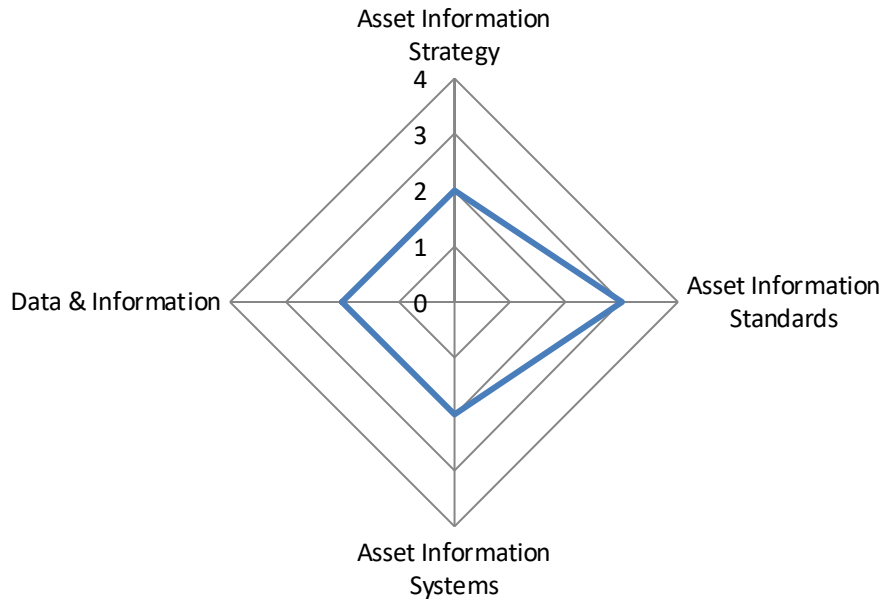 Asset Information
Strategy
4
3
2
1
0
Data & Information
Asset Information
Standards
Asset Information
Systems